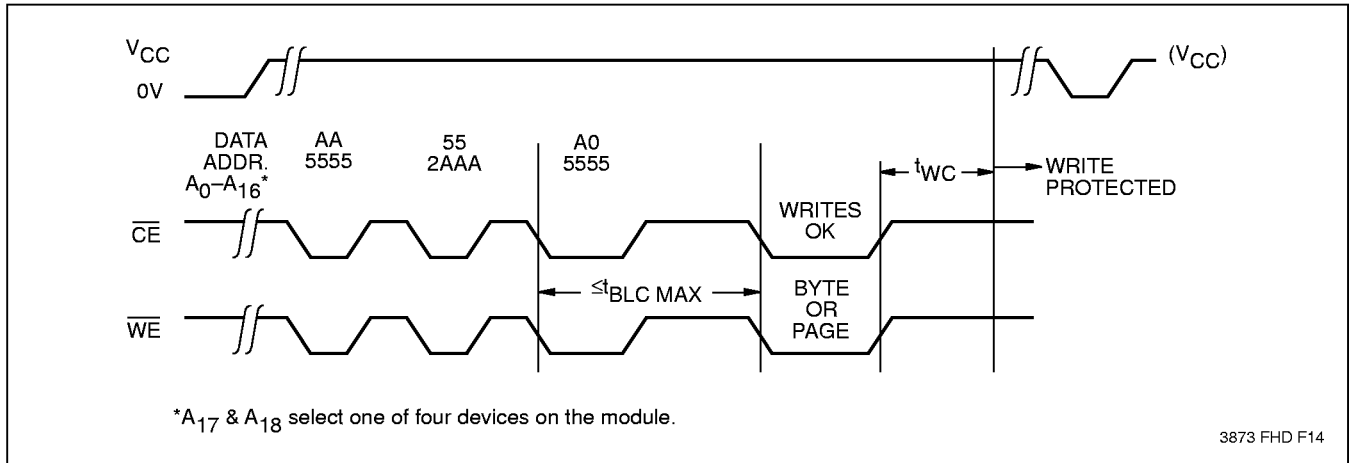 VCC
0V
(VCC)
DATA AA 55 A0
ADDR. 5555 2AAA 5555
A0–A16*
tWC
WRITE
PROTECTED
CE
WRITES
OK
≤tBLC MAX
BYTE
OR
PAGE
WE
*A17 & A18 select one of four devices on the module.
3873 FHD F14